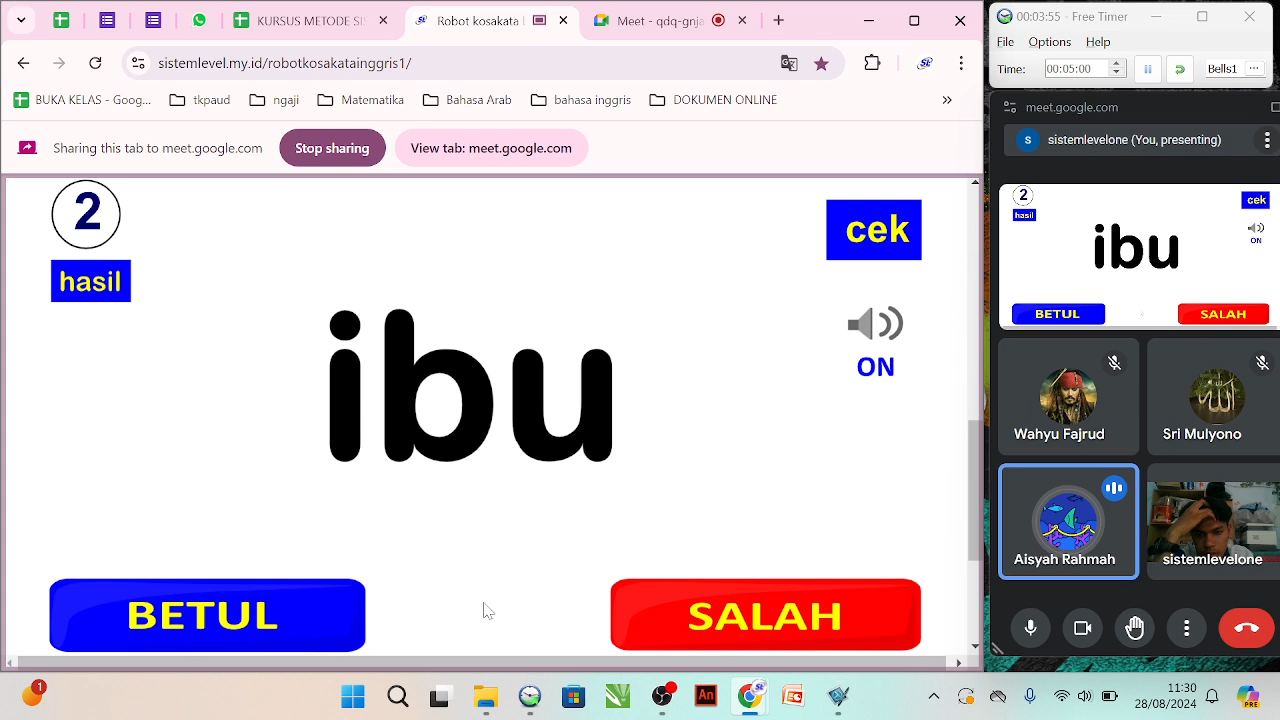 KURSUS METODE SI
Robot kosakata I
Meet - qdq-gnja
sistemlevel.my.id/robotkosakatainggris1/
BUKA KELAS - Goog...
tkpaud
ngaji
Matematika
Bahasa arab
bahasa inggris
DOKUMEN ONLINE
Sharing this tab to meet.google.com
Stop sharing
View tab: meet.google.com
2
hasil
cek
ibu
ON
BETUL
SALAH
00:03:55 - Free Timer
File Options Help
Time: 00:05:00 Bells1 ...
meet.google.com
s sistemlevelone (You, presenting)
2
hasil
cek
ibu
ON
BETUL
SALAH
Wahyu Fajrud
Sri Mulyono
Aisyah Rahmah
sistemlevelone
1
An
11:30
28/08/2024
PRE